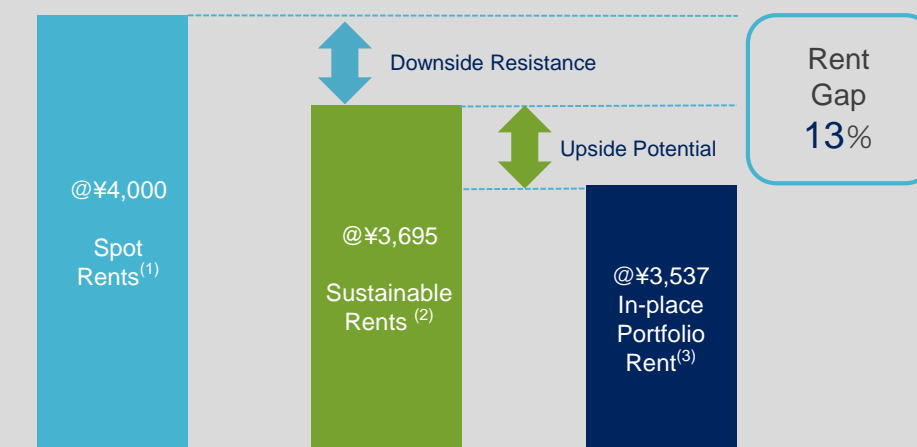 Downside Resistance
Rent
Gap
13%
Upside Potential
@¥4,000
Spot
Rents(1)
@¥3,695
Sustainable
Rents (2)
@¥3,537
In-place
Portfolio
Rent(3)